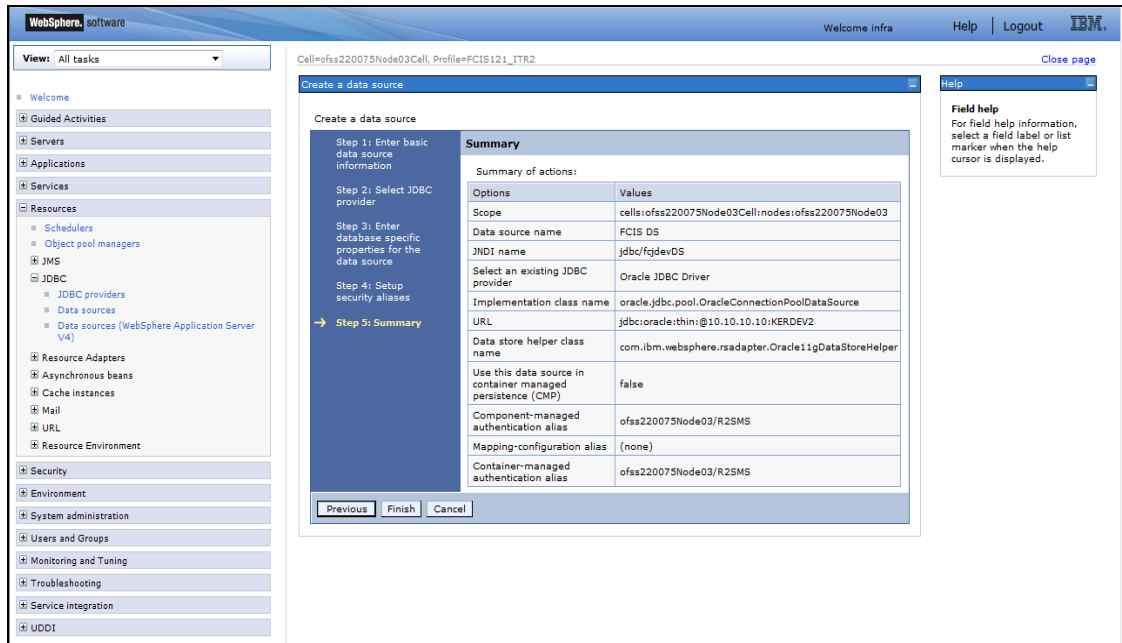 WebSphere. software
Welcome infra
Help
Logout
IBM.
View: All tasks
Welcome
Guided Activities
Servers
Applications
Services
Resources
Schedulers
Object pool managers
JMS
JDBC
JDBC providers
Data sources
Data sources (WebSphere Application Server
V4)
Resource Adapters
Asynchronous beans
Cache instances
Mail
URL
Resource Environment
Security
Environment
System administration
Users and Groups
Monitoring and Tuning
Troubleshooting
Service integration
UDDI
Cell=ofss220075Node03Cell, Profile=FCIS121_ITR2
Close page
Create a data source
Create a data source
Step 1: Enter basic
data source
information
Step 2: Select JDBC
provider
Step 3: Enter
database specific
properties for the
data source
Step 4: Setup
security aliases
Step 5: Summary
Summary
Summary of actions:
Options Values
Scope cells:ofss220075Node03Cell:nodes:ofss220075Node03
Data source name FCIS DS
JNDI name jdbc/fcjdevDS
Select an existing JDBC
provider
Oracle JDBC Driver
Implementation class name oracle.jdbc.pool.OracleConnectionPoolDataSource
URL jdbc:oracle:thin:@10.10.10.10:KERDEV2
Data store helper class
name
com.ibm.websphere.rsadapter.Oracle11gDataStoreHelper
Use this data source in
container managed
persistence (CMP)
false
Component-managed
authentication alias
ofss220075Node03/R2SMS
Mapping-configuration alias (none)
Container-managed
authentication alias
ofss220075Node03/R2SMS
Previous Finish Cancel
Help
Field help
For field help information,
select a field label or list
marker when the help
cursor is displayed.